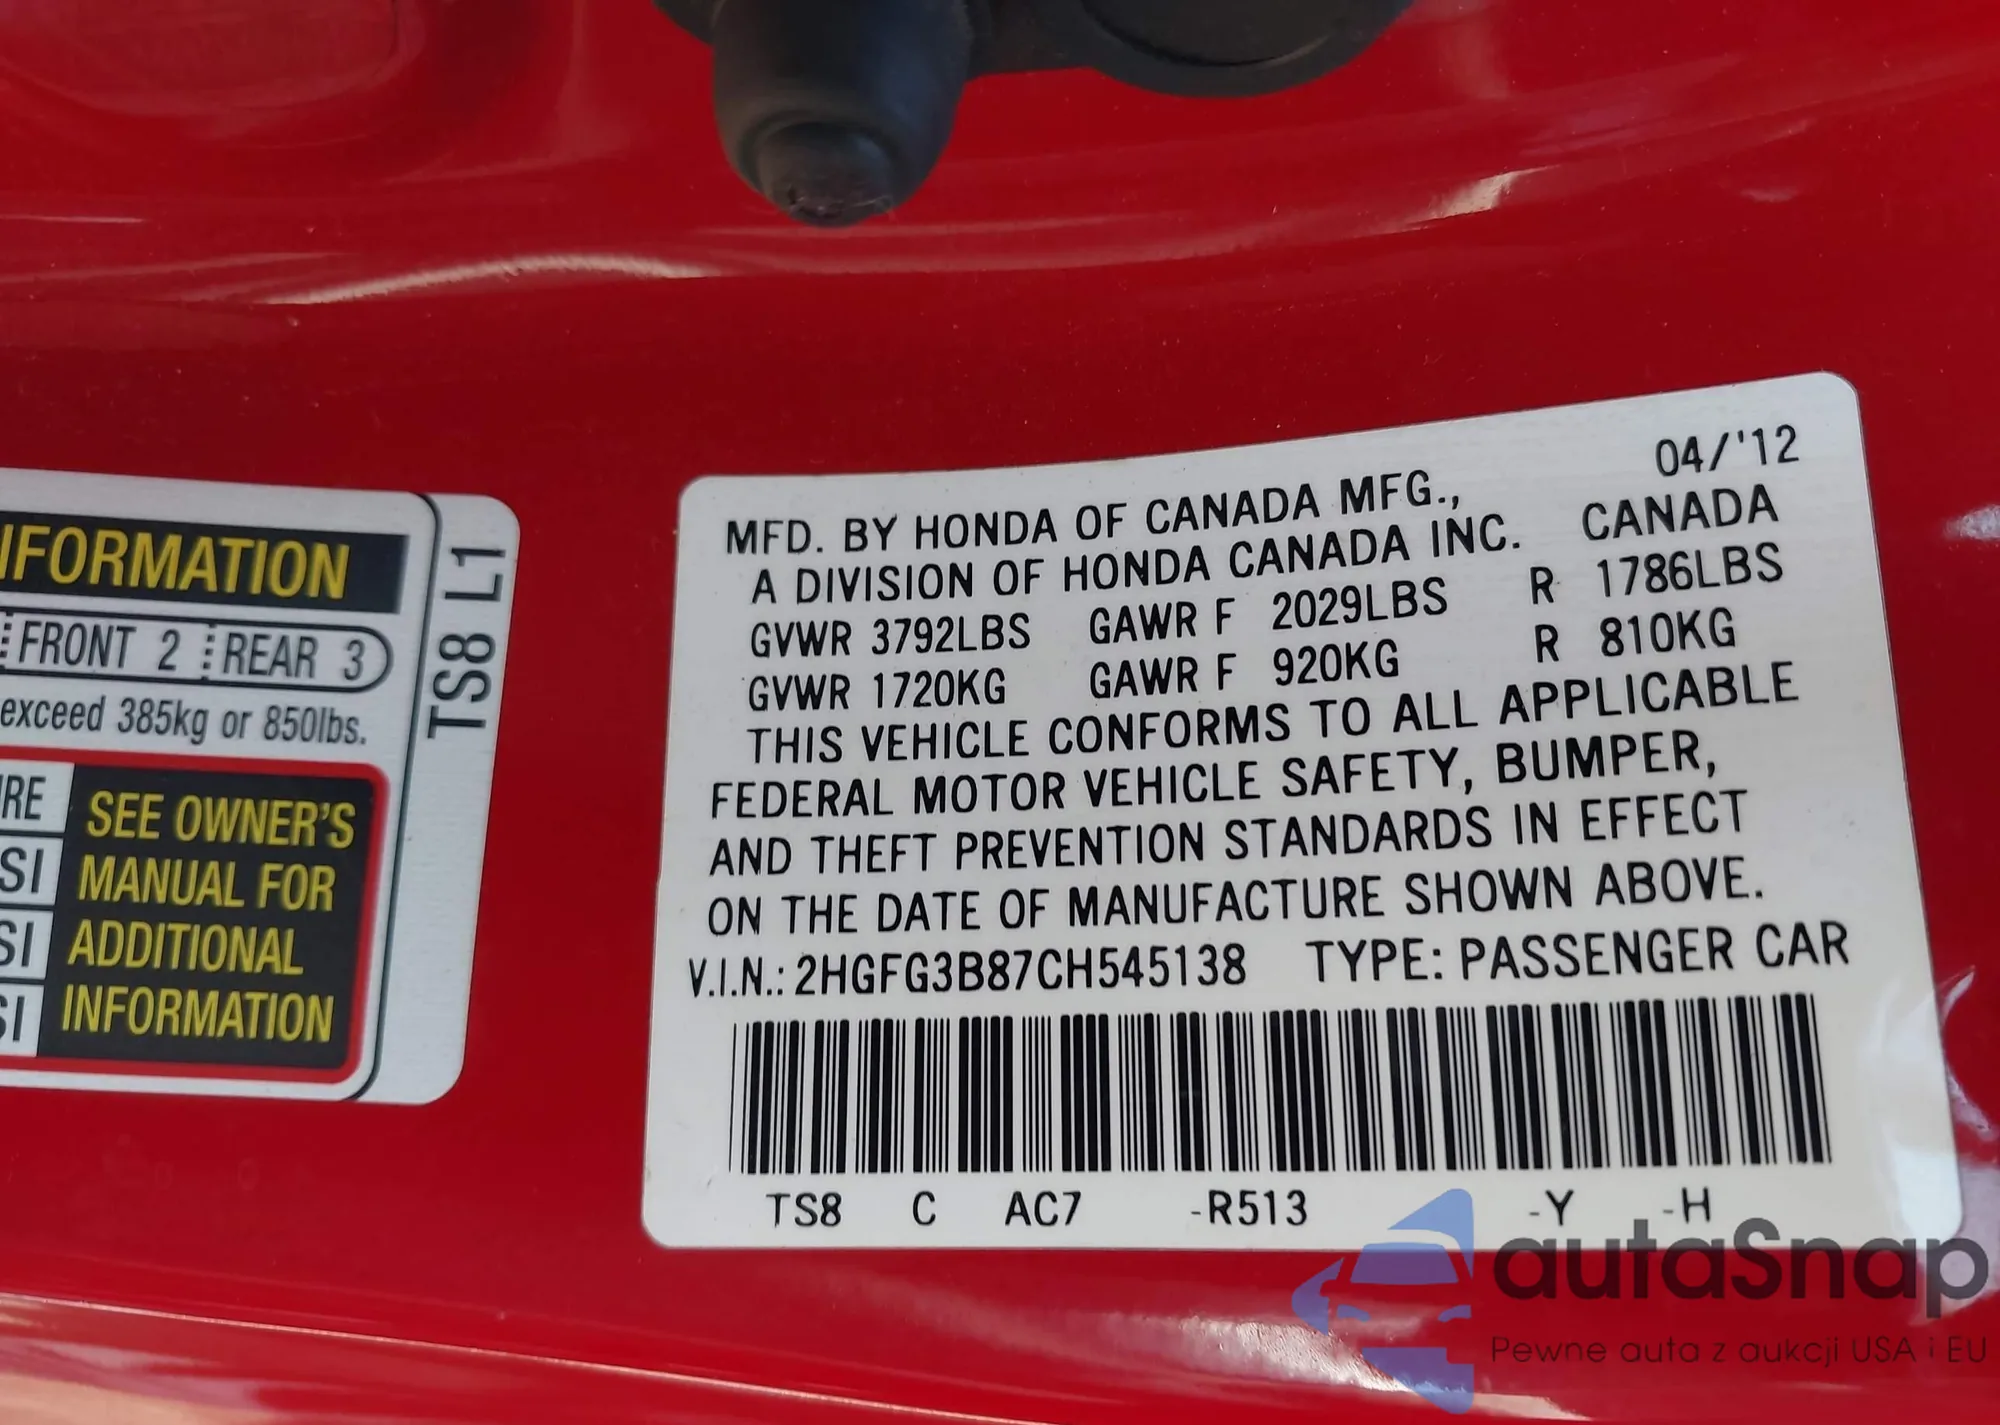 INFORMATION
FRONT 2 REAR 3
exceed 385kg or 850lbs.
SEE OWNER'S
MANUAL FOR
ADDITIONAL
INFORMATION
TS8 L1
04/'12
MFD. BY HONDA OF CANADA MFG.,
A DIVISION OF HONDA CANADA INC. CANADA
GVWR 3792LBS GAWR F 2029LBS R 1786LBS
GVWR 1720KG GAWR F 920KG R 810KG
THIS VEHICLE CONFORMS TO ALL APPLICABLE
FEDERAL MOTOR VEHICLE SAFETY, BUMPER,
AND THEFT PREVENTION STANDARDS IN EFFECT
ON THE DATE OF MANUFACTURE SHOWN ABOVE.
V.I.N.: 2HGFG3B87CH545138 TYPE: PASSENGER CAR
TS8 C AC7 -R513 -Y -H
autaSnap
Pewne auta z aukcji USA i EU